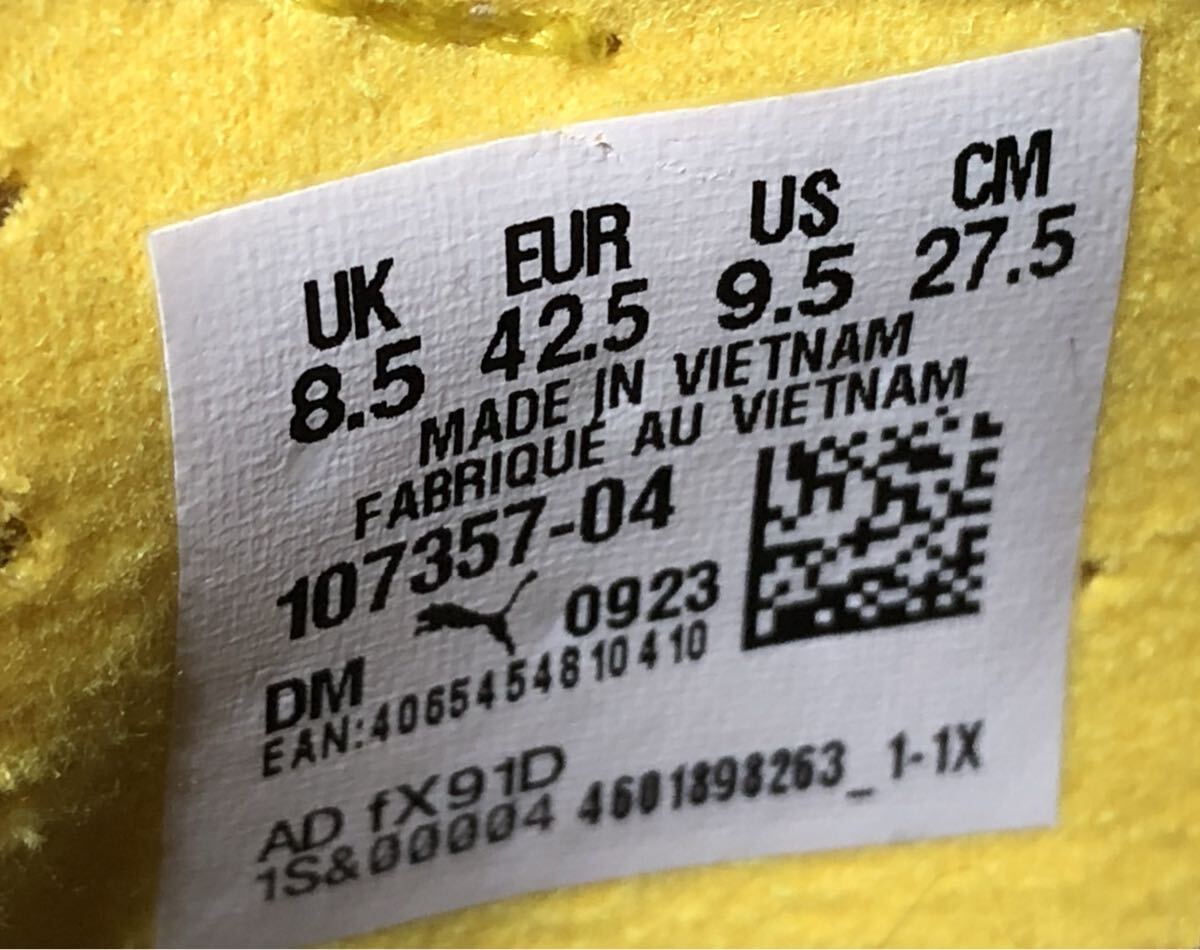 UK EUR US CM
8.5 42.5 9.5 27.5
MADE IN VIETNAM
FABRIQUE AU VIETNAM
107357-04
0923
DM
EAN:4065454810410
AD fX91D
1S&00004 4601898263_1-1X